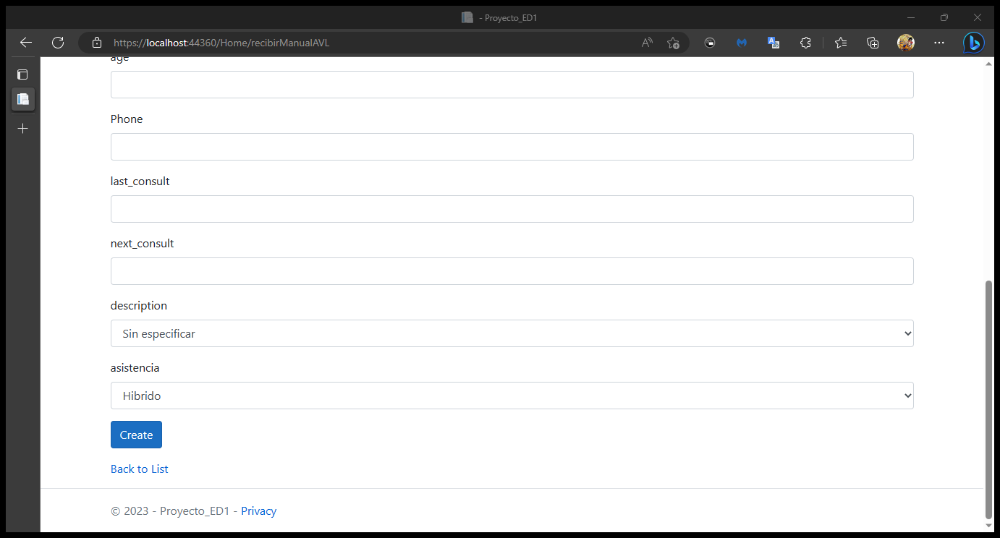 - Proyecto_ED1
https://localhost:44360/Home/recibirManualAVL
age
Phone
last_consult
next_consult
description
Sin especificar
asistencia
Hibrido
Create
Back to List
© 2023 - Proyecto_ED1 - Privacy